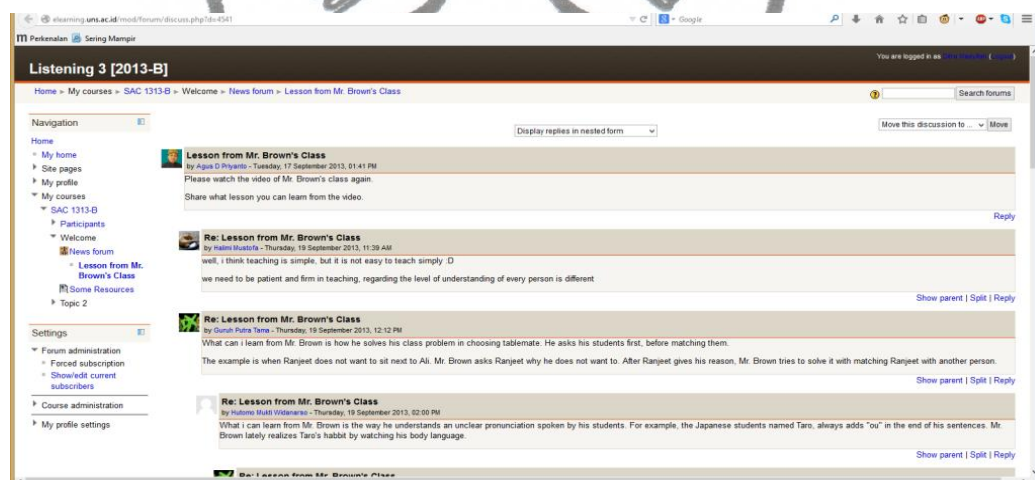 elearning.uns.ac.id/mod/forum/discuss.php?d=4541
Google
Perkenalan Sering Mampir
Listening 3 [2013-B]
You are logged in as
Home ► My courses ► SAC 1313-B ► Welcome ► News forum ► Lesson from Mr. Brown's Class
Search forums
Navigation
Home
My home
Site pages
My profile
My courses
SAC 1313-B
Participants
Welcome
News forum
Lesson from Mr.
Brown's Class
Some Resources
Topic 2
Settings
Forum administration
Forced subscription
Show/edit current
subscribers
Course administration
My profile settings
Display replies in nested form
Move this discussion to ... Move
Lesson from Mr. Brown's Class
by Agus D Priyanto - Tuesday, 17 September 2013, 01:41 PM
Please watch the video of Mr. Brown's class again.
Share what lesson you can learn from the video.
Reply
Re: Lesson from Mr. Brown's Class
by Halimi Mustofa - Thursday, 19 September 2013, 11:39 AM
well, i think teaching is simple, but it is not easy to teach simply :D
we need to be patient and firm in teaching, regarding the level of understanding of every person is different
Show parent | Split | Reply
Re: Lesson from Mr. Brown's Class
by Guruh Putra Tama - Thursday, 19 September 2013, 12:12 PM
What can i learn from Mr. Brown is how he solves his class problem in choosing tablemate. He asks his students first, before matching them.
The example is when Ranjeet does not want to sit next to Ali. Mr. Brown asks Ranjeet why he does not want to. After Ranjeet gives his reason, Mr. Brown tries to solve it with matching Ranjeet with another person.
Show parent | Split | Reply
Re: Lesson from Mr. Brown's Class
by Hutomo Mukti Widanarso - Thursday, 19 September 2013, 02:00 PM
What i can learn from Mr. Brown is the way he understands an unclear pronunciation spoken by his students. For example, the Japanese students named Taro, always adds "ou" in the end of his sentences. Mr.
Brown lately realizes Taro's habbit by watching his body language.
Show parent | Split | Reply
Re: Lesson from Mr. Brown's Class